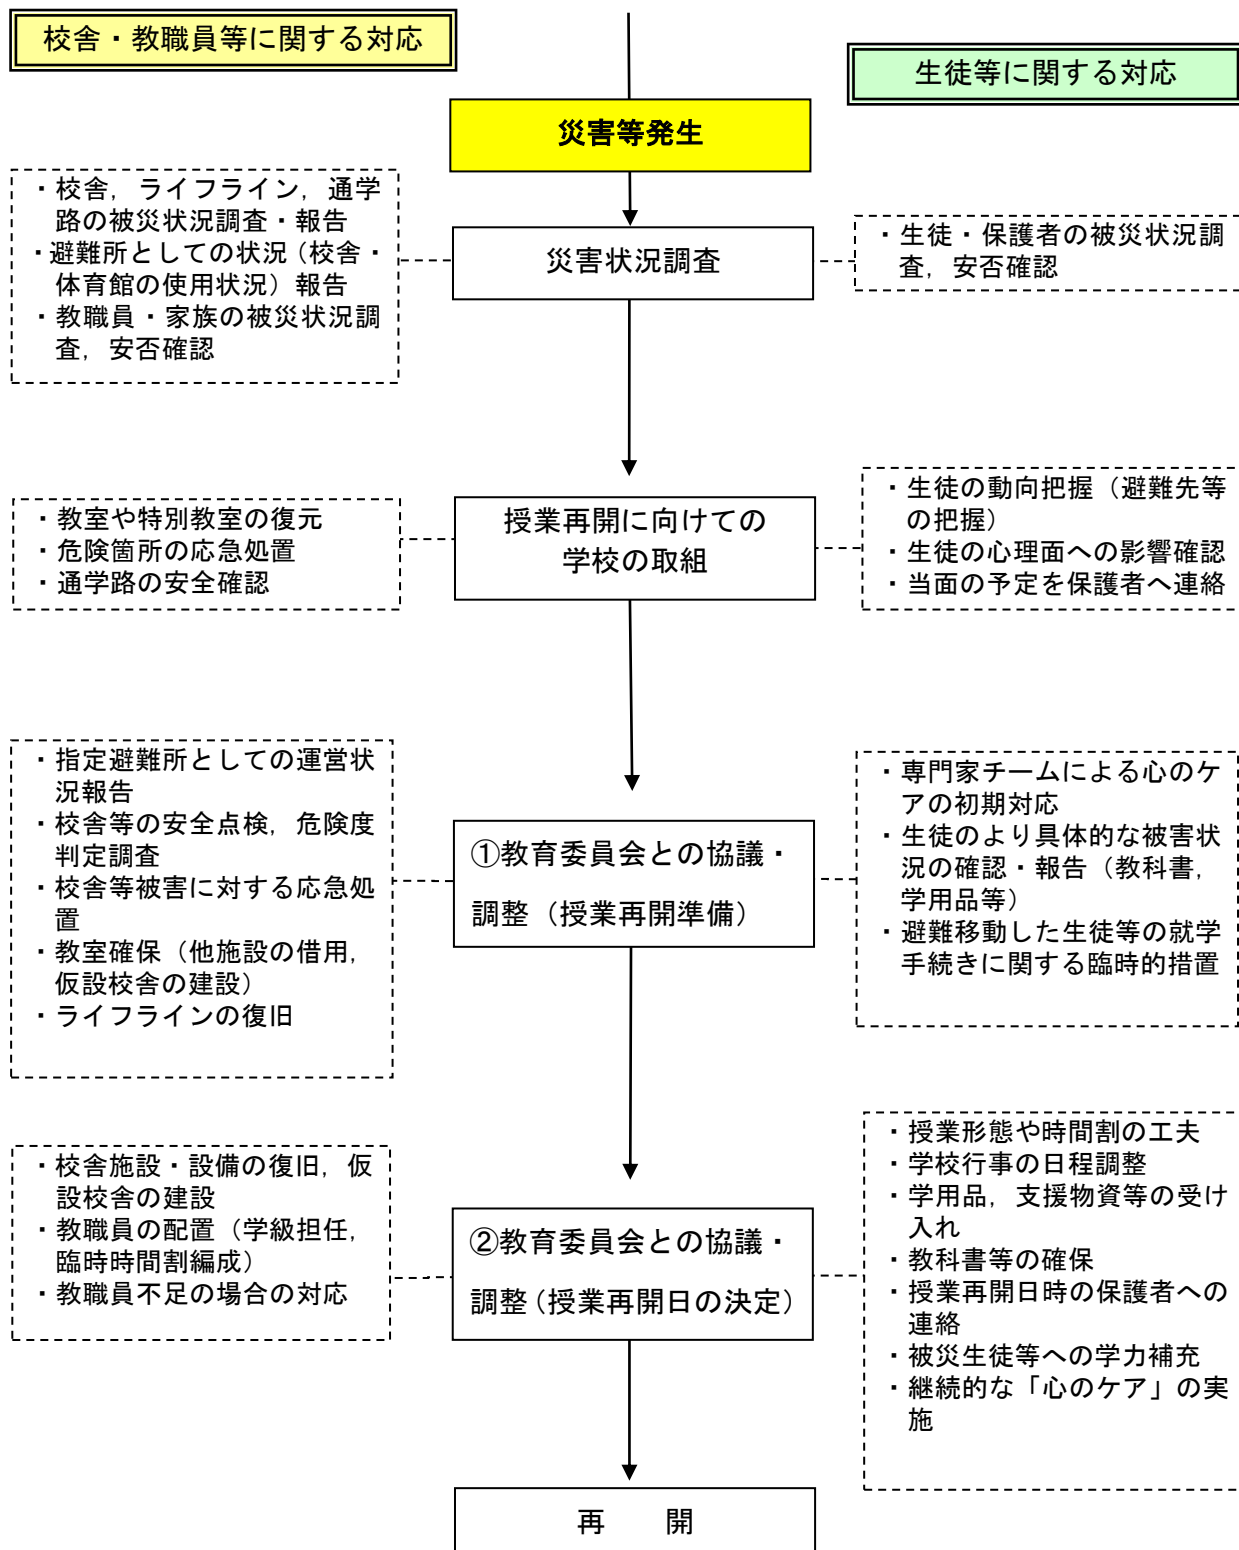 校舎・教職員等に関する対応
生徒等に関する対応
災害等発生
・校舎，ライフライン，通学
路の被災状況調査・報告
・避難所としての状況（校舎・
体育館の使用状況）報告
・教職員・家族の被災状況調
査，安否確認
災害状況調査
・生徒・保護者の被災状況調
査，安否確認
・教室や特別教室の復元
・危険箇所の応急処置
・通学路の安全確認
授業再開に向けての
学校の取組
・生徒の動向把握（避難先等
の把握）
・生徒の心理面への影響確認
・当面の予定を保護者へ連絡
・指定避難所としての運営状
況報告
・校舎等の安全点検，危険度
判定調査
・校舎等被害に対する応急処
置
・教室確保（他施設の借用，
仮設校舎の建設）
・ライフラインの復旧
①教育委員会との協議・
調整（授業再開準備）
・専門家チームによる心のケ
アの初期対応
・生徒のより具体的な被害状
況の確認・報告（教科書，
学用品等）
・避難移動した生徒等の就学
手続きに関する臨時的措置
・校舎施設・設備の復旧，仮
設校舎の建設
・教職員の配置（学級担任，
臨時時間割編成）
・教職員不足の場合の対応
②教育委員会との協議・
調整（授業再開日の決定）
・授業形態や時間割の工夫
・学校行事の日程調整
・学用品，支援物資等の受け
入れ
・教科書等の確保
・授業再開日時の保護者への
連絡
・被災生徒等への学力補充
・継続的な「心のケア」の実
施
再　　開